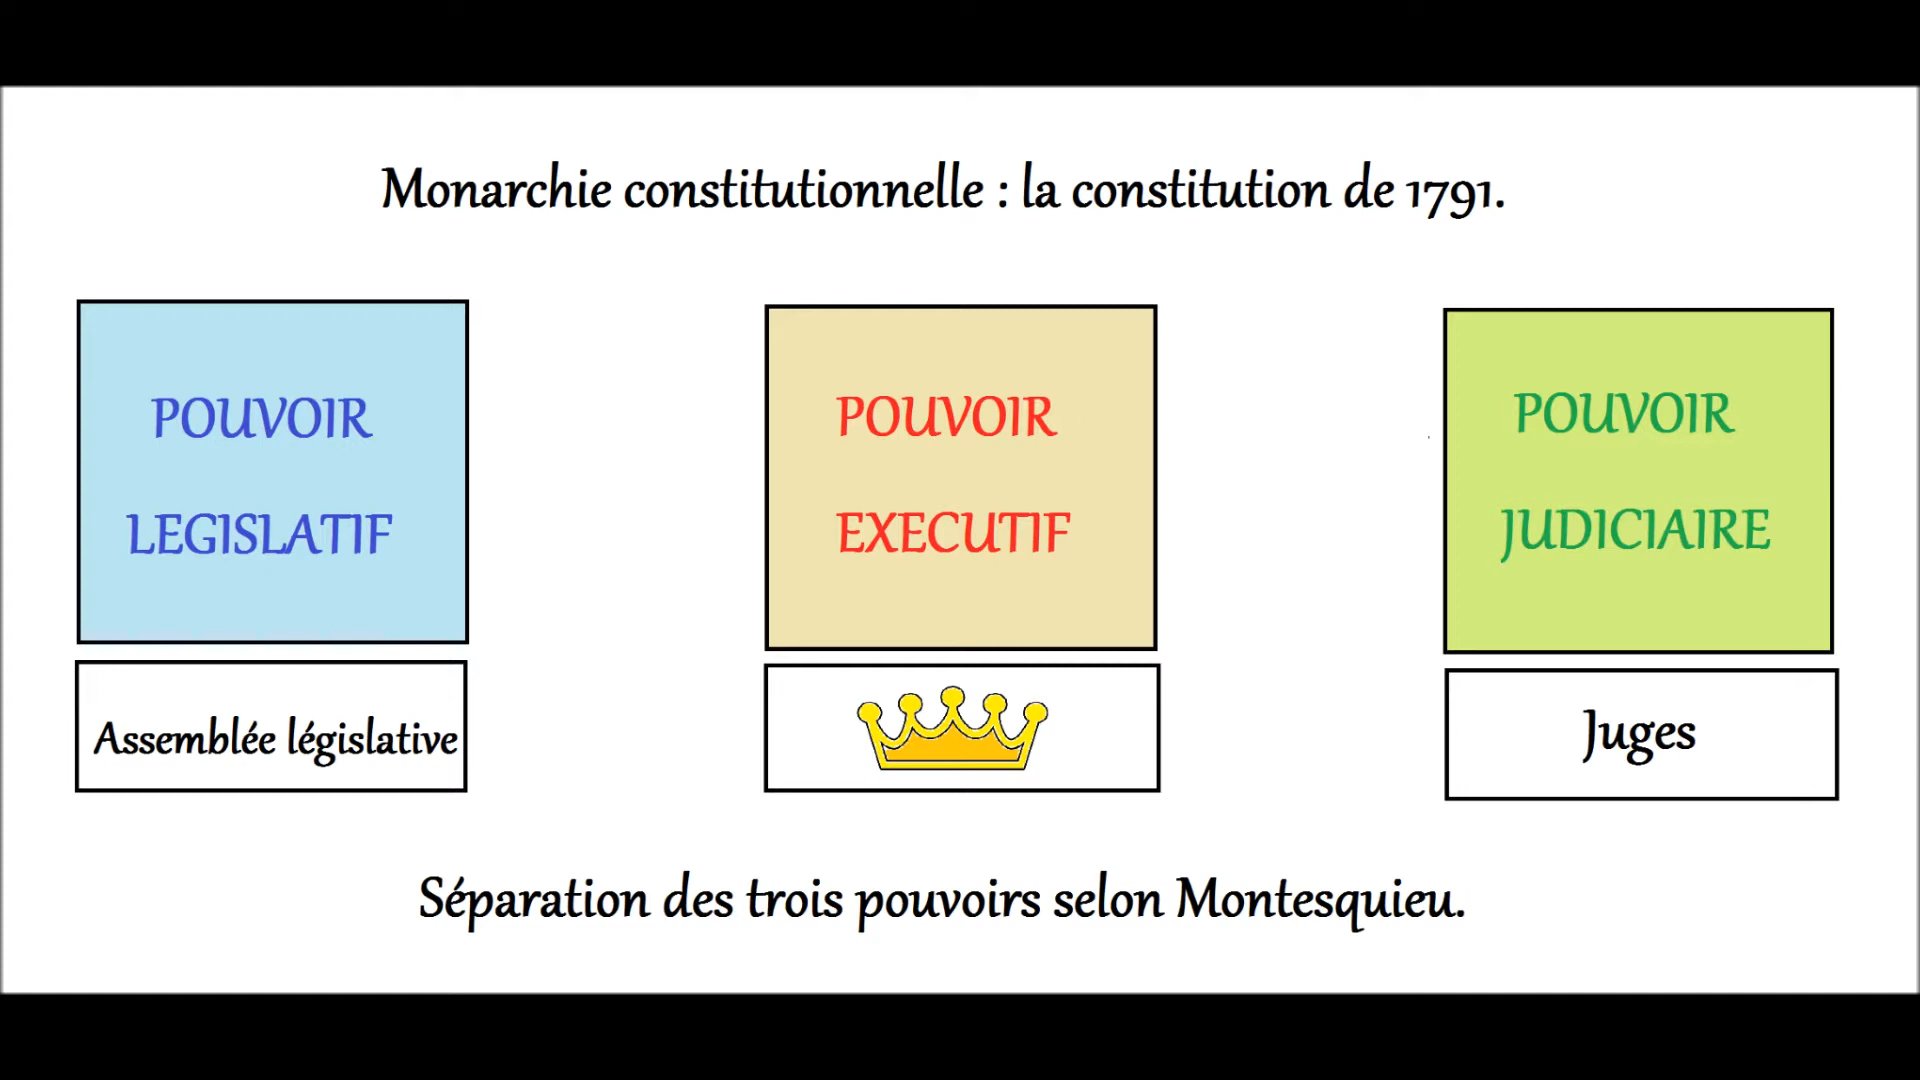 Monarchie constitutionnelle : la constitution de 1791.
POUVOIR
LEGISLATIF
Assemblée législative
POUVOIR
EXECUTIF
POUVOIR
JUDICIAIRE
Juges
Séparation des trois pouvoirs selon Montesquieu.